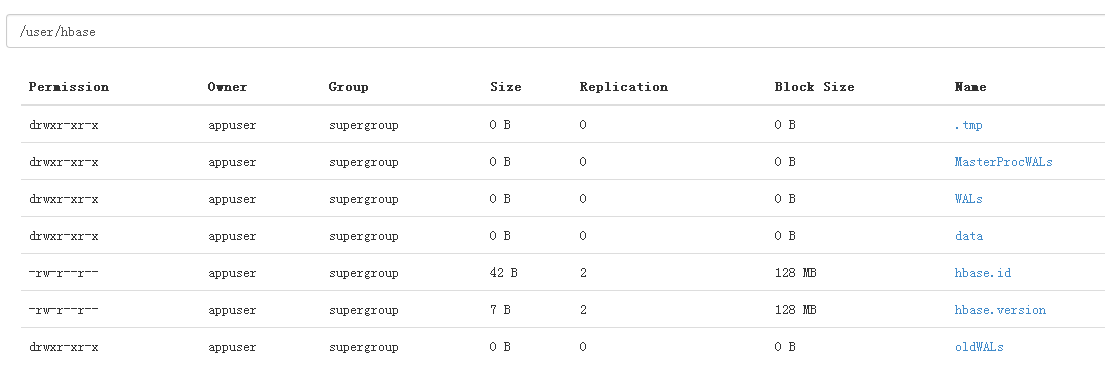 /user/hbase
Permission Owner Group Size Replication Block Size Name
drwxr-xr-x appuser supergroup 0 B 0 0 B .tmp
drwxr-xr-x appuser supergroup 0 B 0 0 B MasterProcWALs
drwxr-xr-x appuser supergroup 0 B 0 0 B WALs
drwxr-xr-x appuser supergroup 0 B 0 0 B data
-rw-r--r-- appuser supergroup 42 B 2 128 MB hbase.id
-rw-r--r-- appuser supergroup 7 B 2 128 MB hbase.version
drwxr-xr-x appuser supergroup 0 B 0 0 B oldWALs